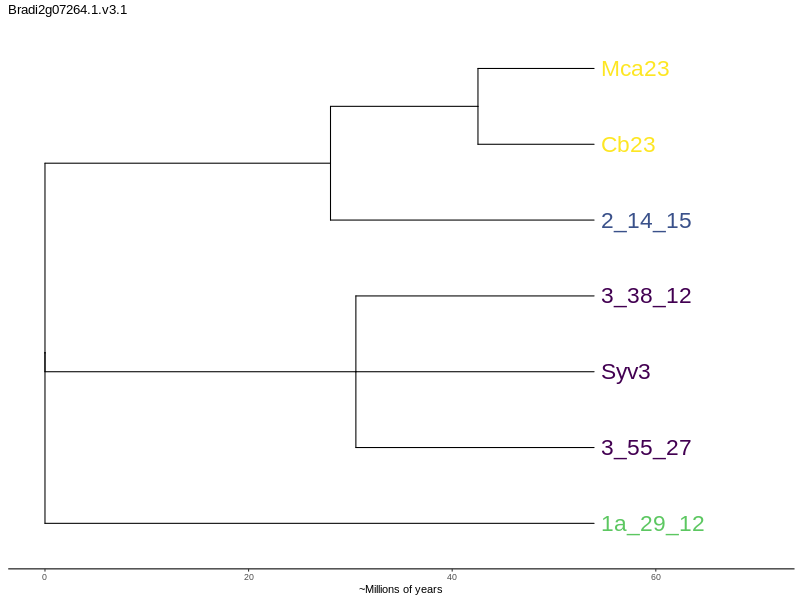 Bradi2g07264.1.v3.1
Mca23
Cb23
2_14_15
3_38_12
Syv3
3_55_27
1a_29_12
0 20 40 60
~Millions of years